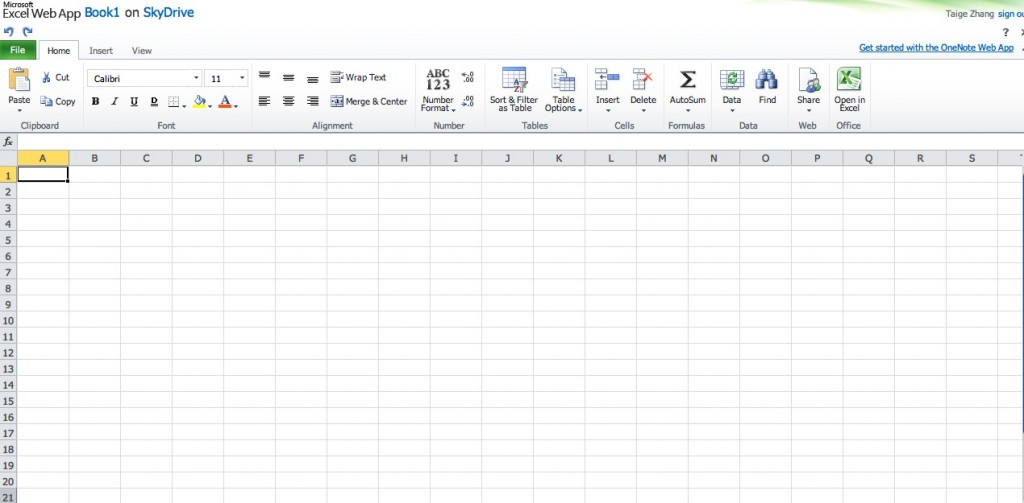 Microsoft
Excel Web App Book1 on SkyDrive
Taige Zhang sign
?
File Home Insert View
Get started with the OneNote Web App
Paste
Cut
Copy
Clipboard
Calibri 11
B I U D A
Font
Wrap Text
Merge & Center
Alignment
ABC
123
Number
Format
.0
.00
.00
.0
Number
Sort & Filter
as Table
Table
Options
Tables
Insert Delete
Cells
Σ
AutoSum
Formulas
Data Find
Data
Share
Web
Open in
Excel
Office
fx
A B C D E F G H I J K L M N O P Q R S
1
2
3
4
5
6
7
8
9
10
11
12
13
14
15
16
17
18
19
20
21